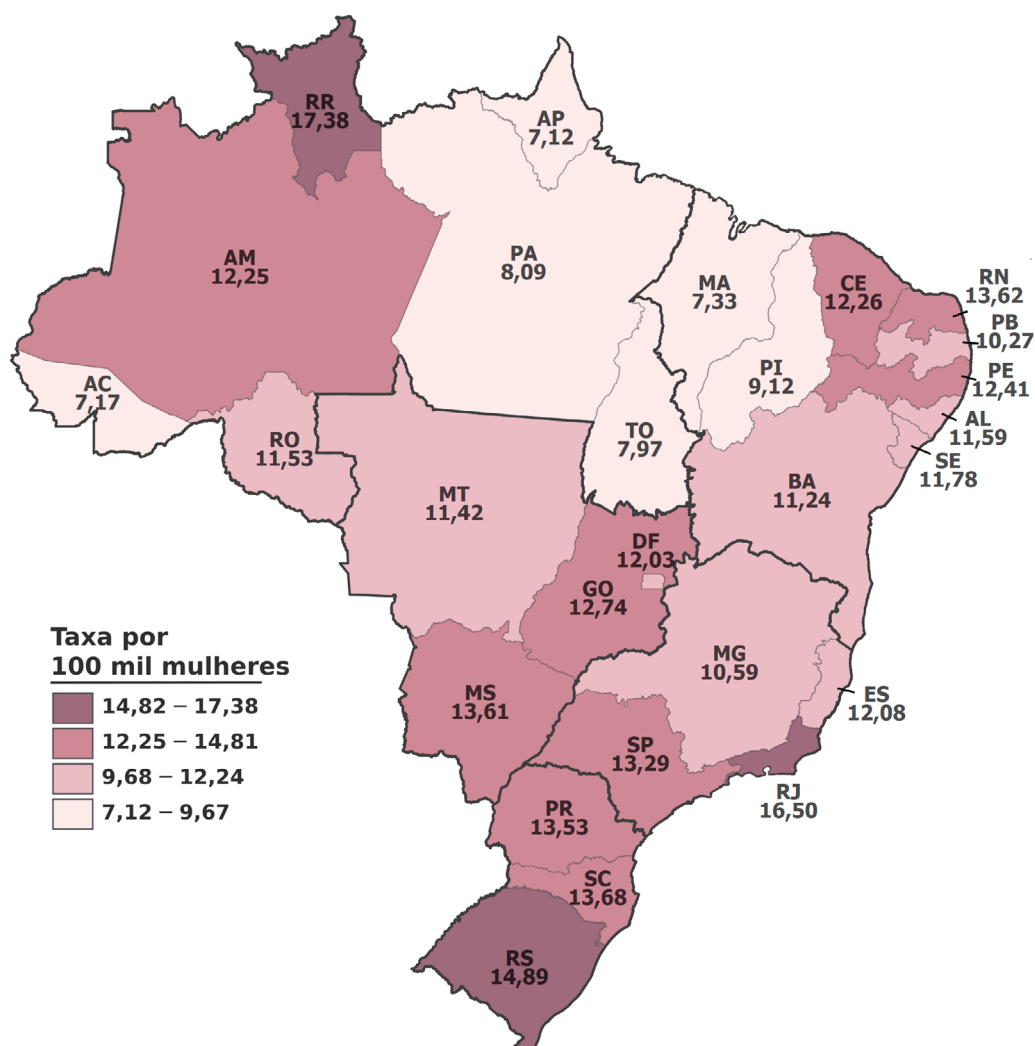 RR
17,38
AP
7,12
AM
12,25
PA
8,09
MA
7,33
CE
12,26
RN
13,62
PB
10,27
PE
12,41
PI
9,12
AC
7,17
AL
11,59
RO
11,53
TO
7,97
SE
11,78
MT
11,42
BA
11,24
DF
12,03
GO
12,74
Taxa por
100 mil mulheres
14,82 – 17,38
12,25 – 14,81
9,68 – 12,24
7,12 – 9,67
MG
10,59
MS
13,61
ES
12,08
SP
13,29
RJ
16,50
PR
13,53
SC
13,68
RS
14,89